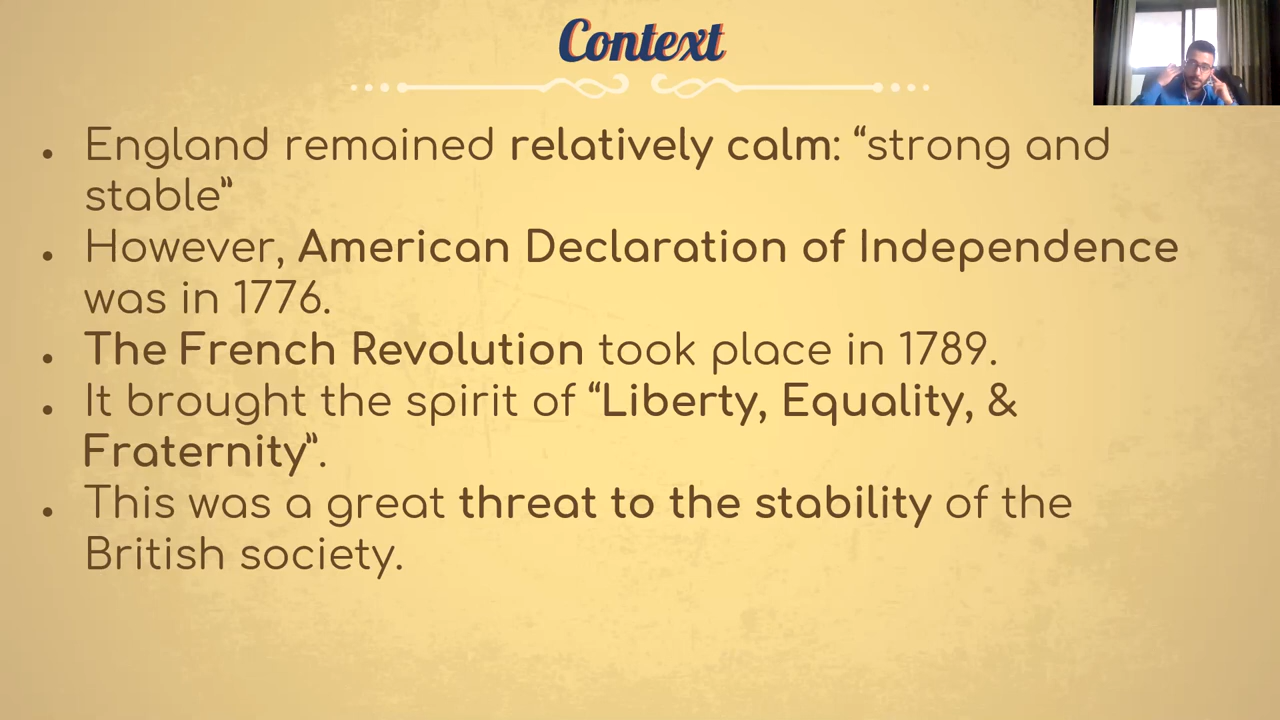 Context
• England remained relatively calm: “strong and
stable”
• However, American Declaration of Independence
was in 1776.
• The French Revolution took place in 1789.
• It brought the spirit of “Liberty, Equality, &
Fraternity”.
• This was a great threat to the stability of the
British society.